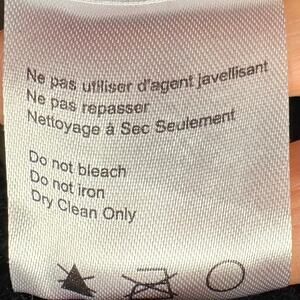 Ne pas utiliser d'agent javellisant
Ne pas repasser
Nettoyage à Sec Seulement
Do not bleach
Do not iron
Dry Clean Only